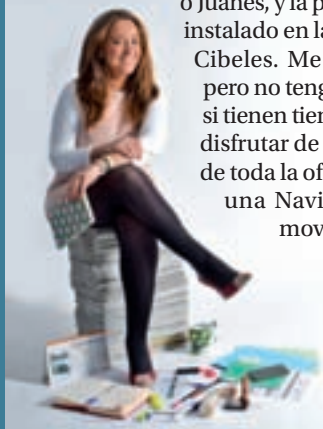 o Juanes, y la p
instalado en la
Cibeles. Me
pero no teng
si tienen tien
disfrutar de
de toda la of
una Navi
mov